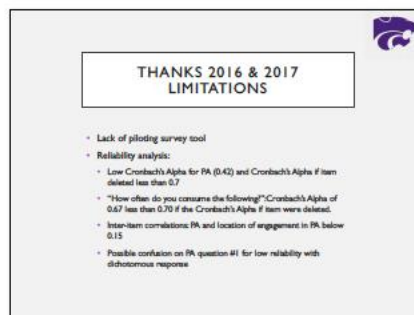 THANKS 2016 & 2017
LIMITATIONS
• Lack of piloting survey tool
• Reliability analysis:
• Low Cronbach's Alpha for PA (0.42) and Cronbach's Alpha if item
deleted less than 0.7
• "How often do you consume the following?":Cronbach's Alpha of
0.67 less than 0.70 if the Cronbach's Alpha if item were deleted.
• Inter-item correlations: PA and location of engagement in PA below
0.15
• Possible confusion on PA question #1 for low reliability with
dichotomous response